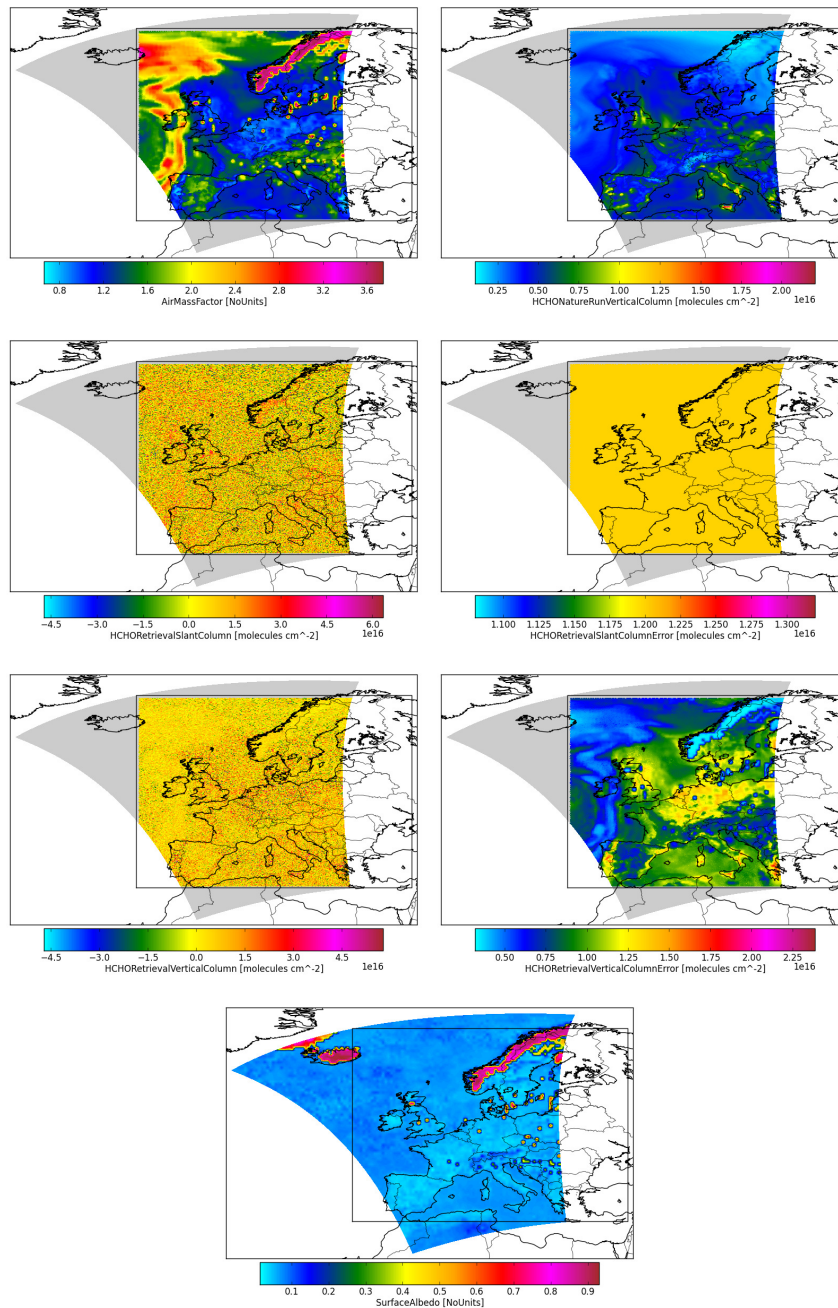 0.8 1.2 1.6 2.0 2.4 2.8 3.2 3.6
AirMassFactor [NoUnits]
0.25 0.50 0.75 1.00 1.25 1.50 1.75 2.00
HCHONatureRunVerticalColumn [molecules cm^-2]
1e16
−4.5 −3.0 −1.5 0.0 1.5 3.0 4.5 6.0
HCHORetrievalSlantColumn [molecules cm^-2]
1e16
1.100 1.125 1.150 1.175 1.200 1.225 1.250 1.275 1.300
HCHORetrievalSlantColumnError [molecules cm^-2]
1e16
−4.5 −3.0 −1.5 0.0 1.5 3.0 4.5
HCHORetrievalVerticalColumn [molecules cm^-2]
1e16
0.50 0.75 1.00 1.25 1.50 1.75 2.00 2.25
HCHORetrievalVerticalColumnError [molecules cm^-2]
1e16
0.1 0.2 0.3 0.4 0.5 0.6 0.7 0.8 0.9
SurfaceAlbedo [NoUnits]